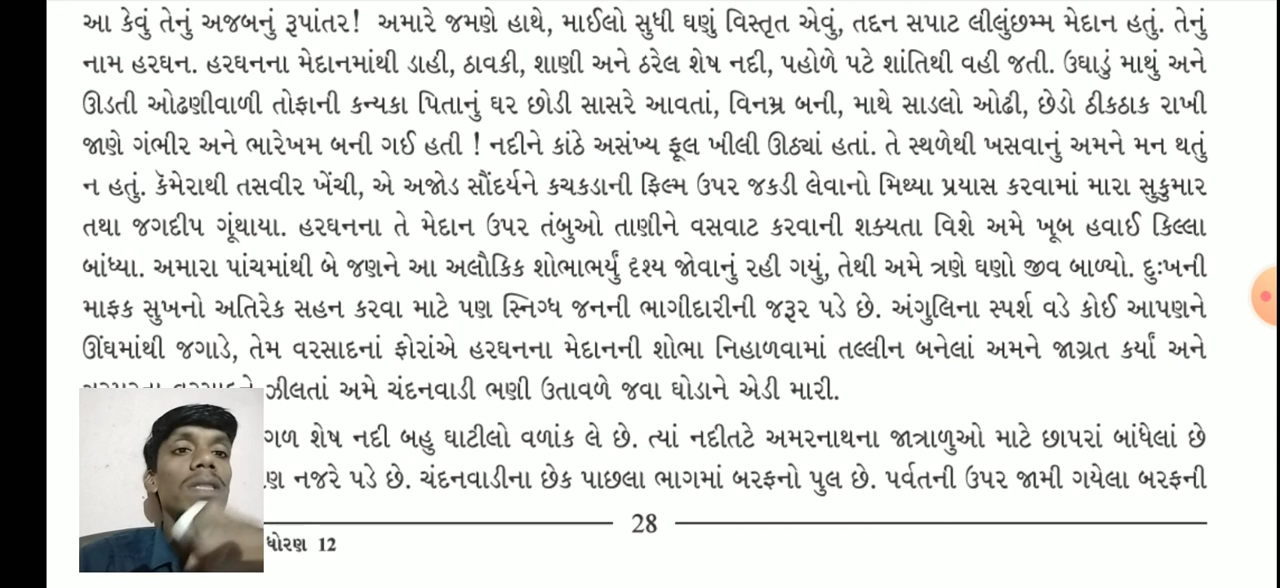 આ કેવું તેનું અજબનું રૂપાંતર! અમારે જમણે હાથે, માઈલો સુધી ઘણું વિસ્તૃત એવું, તદ્દન સપાટ લીલુંછમ્મ મેદાન હતું. તેનું
નામ હરઘન. હરઘનના મેદાનમાંથી ડાહી, ઠાવકી, શાણી અને ઠરેલ શેષ નદી, પહોળે પટે શાંતિથી વહી જતી. ઉઘાડું માથું અને
ઊડતી ઓઢણીવાળી તોફાની કન્યકા પિતાનું ઘર છોડી સાસરે આવતાં, વિનમ્ર બની, માથે સાડલો ઓઢી, છેડો ઠીકઠાક રાખી
જાણે ગંભીર અને ભારેખમ બની ગઈ હતી ! નદીને કાંઠે અસંખ્ય ફૂલ ખીલી ઊઠ્યાં હતાં. તે સ્થળેથી ખસવાનું અમને મન થતું
ન હતું. કૅમેરાથી તસવીર ખેંચી, એ અજોડ સૌંદર્યને કચકડાની ફિલ્મ ઉપર જકડી લેવાનો મિથ્યા પ્રયાસ કરવામાં મારા સુકુમાર
તથા જગદીપ ગૂંથાયા. હરઘનના તે મેદાન ઉપર તંબુઓ તાણીને વસવાટ કરવાની શક્યતા વિશે અમે ખૂબ હવાઈ કિલ્લા
બાંધ્યા. અમારા પાંચમાંથી બે જણને આ અલૌકિક શોભાભર્યું દૃશ્ય જોવાનું રહી ગયું, તેથી અમે ત્રણે ઘણો જીવ બાળ્યો. દુઃખની
માફક સુખનો અતિરેક સહન કરવા માટે પણ સ્નિગ્ધ જનની ભાગીદારીની જરૂર પડે છે. અંગુલિના સ્પર્શ વડે કોઈ આપણને
ઊંઘમાંથી જગાડે, તેમ વરસાદનાં ફોરાંએ હરઘનના મેદાનની શોભા નિહાળવામાં તલ્લીન બનેલાં અમને જાગ્રત કર્યાં અને
ઝીલતાં અમે ચંદનવાડી ભણી ઉતાવળે જવા ઘોડાને એડી મારી.
ગળ શેષ નદી બહુ ઘાટીલો વળાંક લે છે. ત્યાં નદીતટે અમરનાથના જાત્રાળુઓ માટે છાપરાં બાંધેલાં છે
ણ નજરે પડે છે. ચંદનવાડીના છેક પાછલા ભાગમાં બરફનો પુલ છે. પર્વતની ઉપર જામી ગયેલા બરફની
28
ધોરણ 12